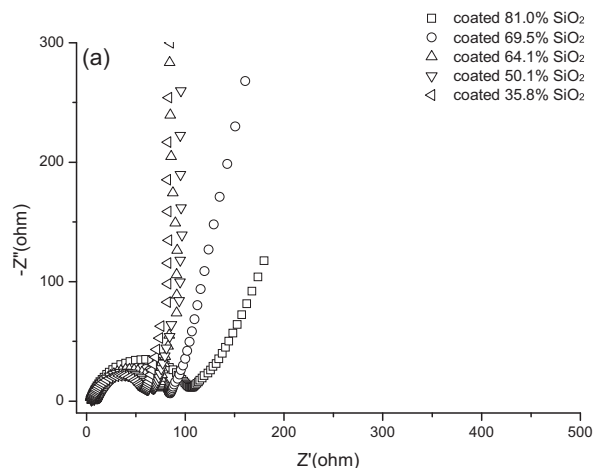 coated 81.0% SiO₂
coated 69.5% SiO₂
coated 64.1% SiO₂
coated 50.1% SiO₂
coated 35.8% SiO₂
(a)
300
200
100
0
-Z"(ohm)
0 100 200 300 400 500
Z'(ohm)